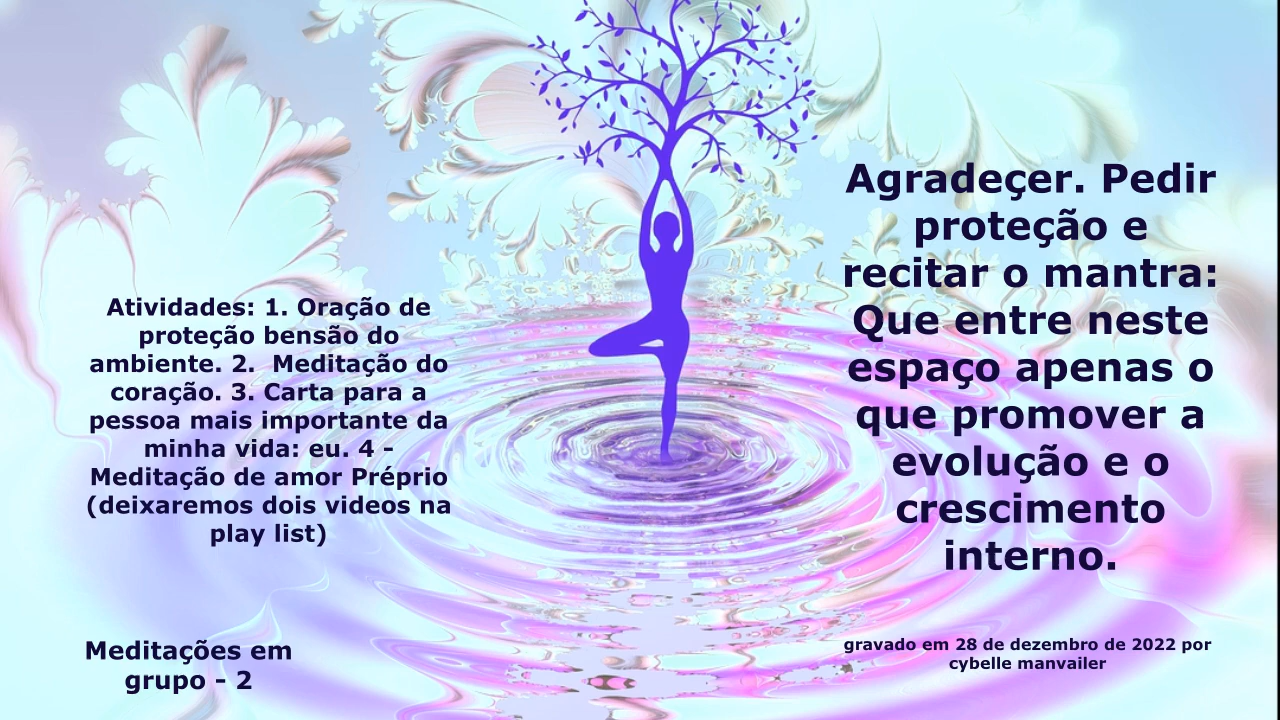 Atividades: 1. Oração de
proteção bensão do
ambiente. 2.  Meditação do
coração. 3. Carta para a
pessoa mais importante da
minha vida: eu. 4 -
Meditação de amor Préprio
(deixaremos dois videos na
play list)
Meditações em
grupo - 2
Agradeçer. Pedir
proteção e
recitar o mantra:
Que entre neste
espaço apenas o
que promover a
evolução e o
crescimento
interno.
gravado em 28 de dezembro de 2022 por
cybelle manvailer